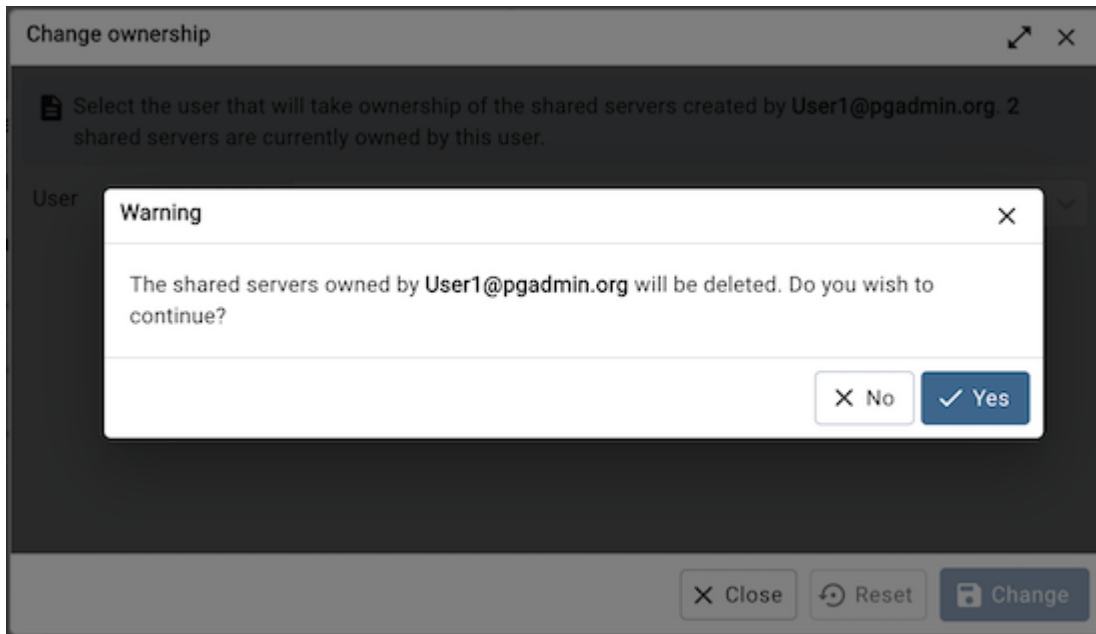 Change ownership
Select the user that will take ownership of the shared servers created by User1@pgadmin.org. 2
shared servers are currently owned by this user.
User
Warning
The shared servers owned by User1@pgadmin.org will be deleted. Do you wish to
continue?
No
Yes
Close
Reset
Change